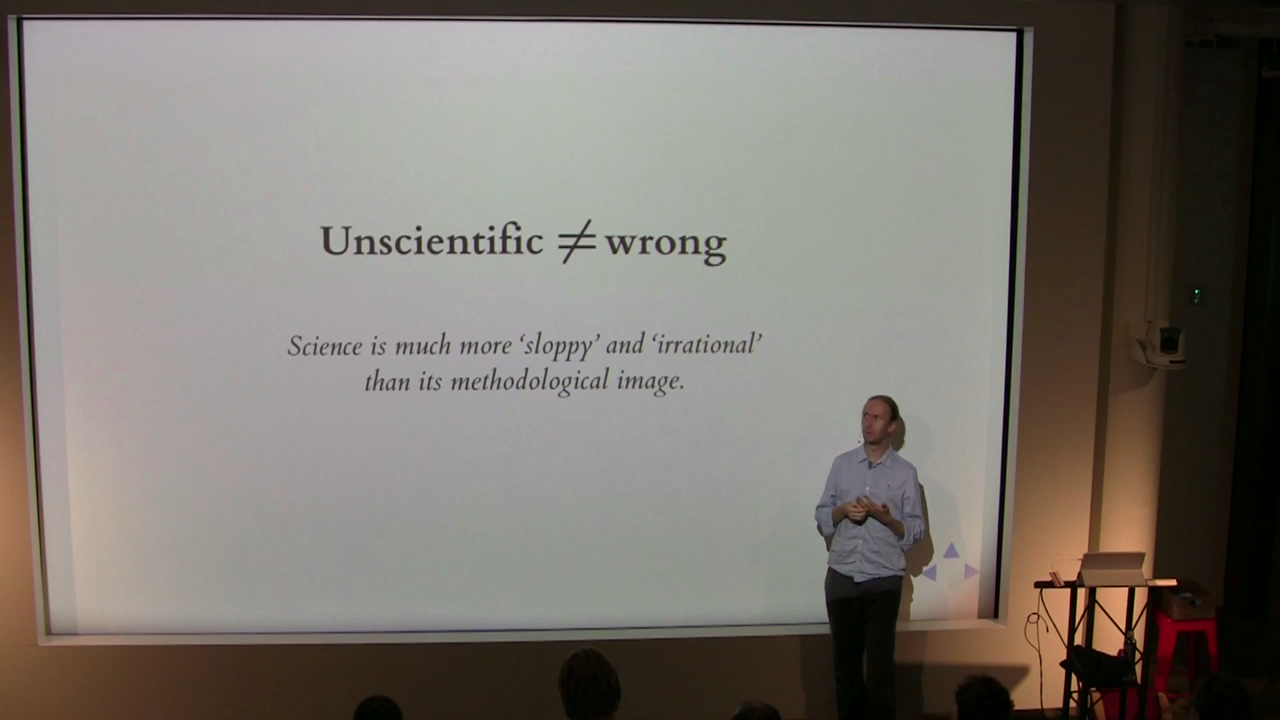 Unscientific ≠ wrong
Science is much more ‘sloppy’ and ‘irrational’
than its methodological image.